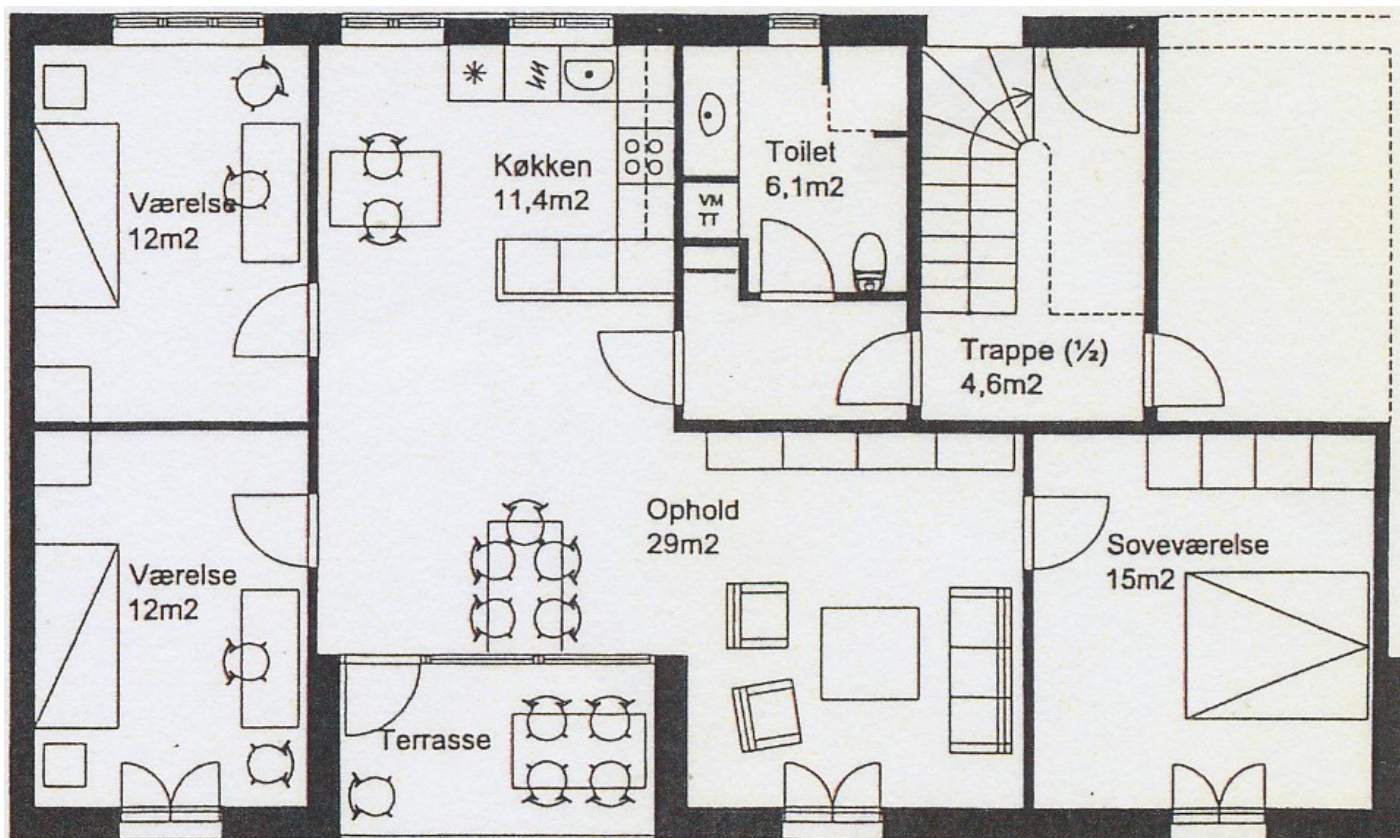 Værelse
12m2
Køkken
11,4m2
Toilet
6,1m2
VM
TT
Trappe (½)
4,6m2
Værelse
12m2
Ophold
29m2
Soveværelse
15m2
Terrasse